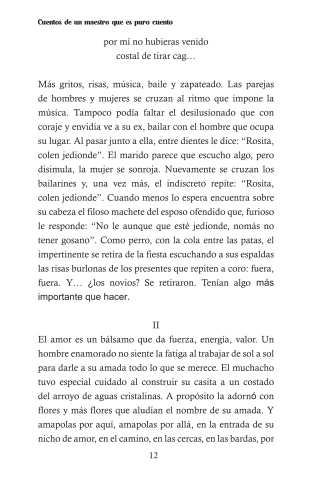 Cuentos de un maestro que es puro cuento
por mí no hubieras venido
costal de tirar cag…
Más gritos, risas, música, baile y zapateado. Las parejas
de hombres y mujeres se cruzan al ritmo que impone la
música. Tampoco podía faltar el desilusionado que con
coraje y envidia ve a su ex, bailar con el hombre que ocupa
su lugar. Al pasar junto a ella, entre dientes le dice: “Rosita,
colen jedionde”. El marido parece que escucho algo, pero
disimula, la mujer se sonroja. Nuevamente se cruzan los
bailarines y, una vez más, el indiscreto repite: “Rosita,
colen jedionde”. Cuando menos lo espera encuentra sobre
su cabeza el filoso machete del esposo ofendido que, furioso
le responde: “No le aunque que esté jedionde, nomás no
tener gosano”. Como perro, con la cola entre las patas, el
impertinente se retira de la fiesta escuchando a sus espaldas
las risas burlonas de los presentes que repiten a coro: fuera,
fuera. Y… ¿los novios? Se retiraron. Tenían algo más
importante que hacer.
II
El amor es un bálsamo que da fuerza, energía, valor. Un
hombre enamorado no siente la fatiga al trabajar de sol a sol
para darle a su amada todo lo que se merece. El muchacho
tuvo especial cuidado al construir su casita a un costado
del arroyo de aguas cristalinas. A propósito la adornó con
flores y más flores que aludían el nombre de su amada. Y
amapolas por aquí, amapolas por allá, en la entrada de su
nicho de amor, en el camino, en las cercas, en las bardas, por
12